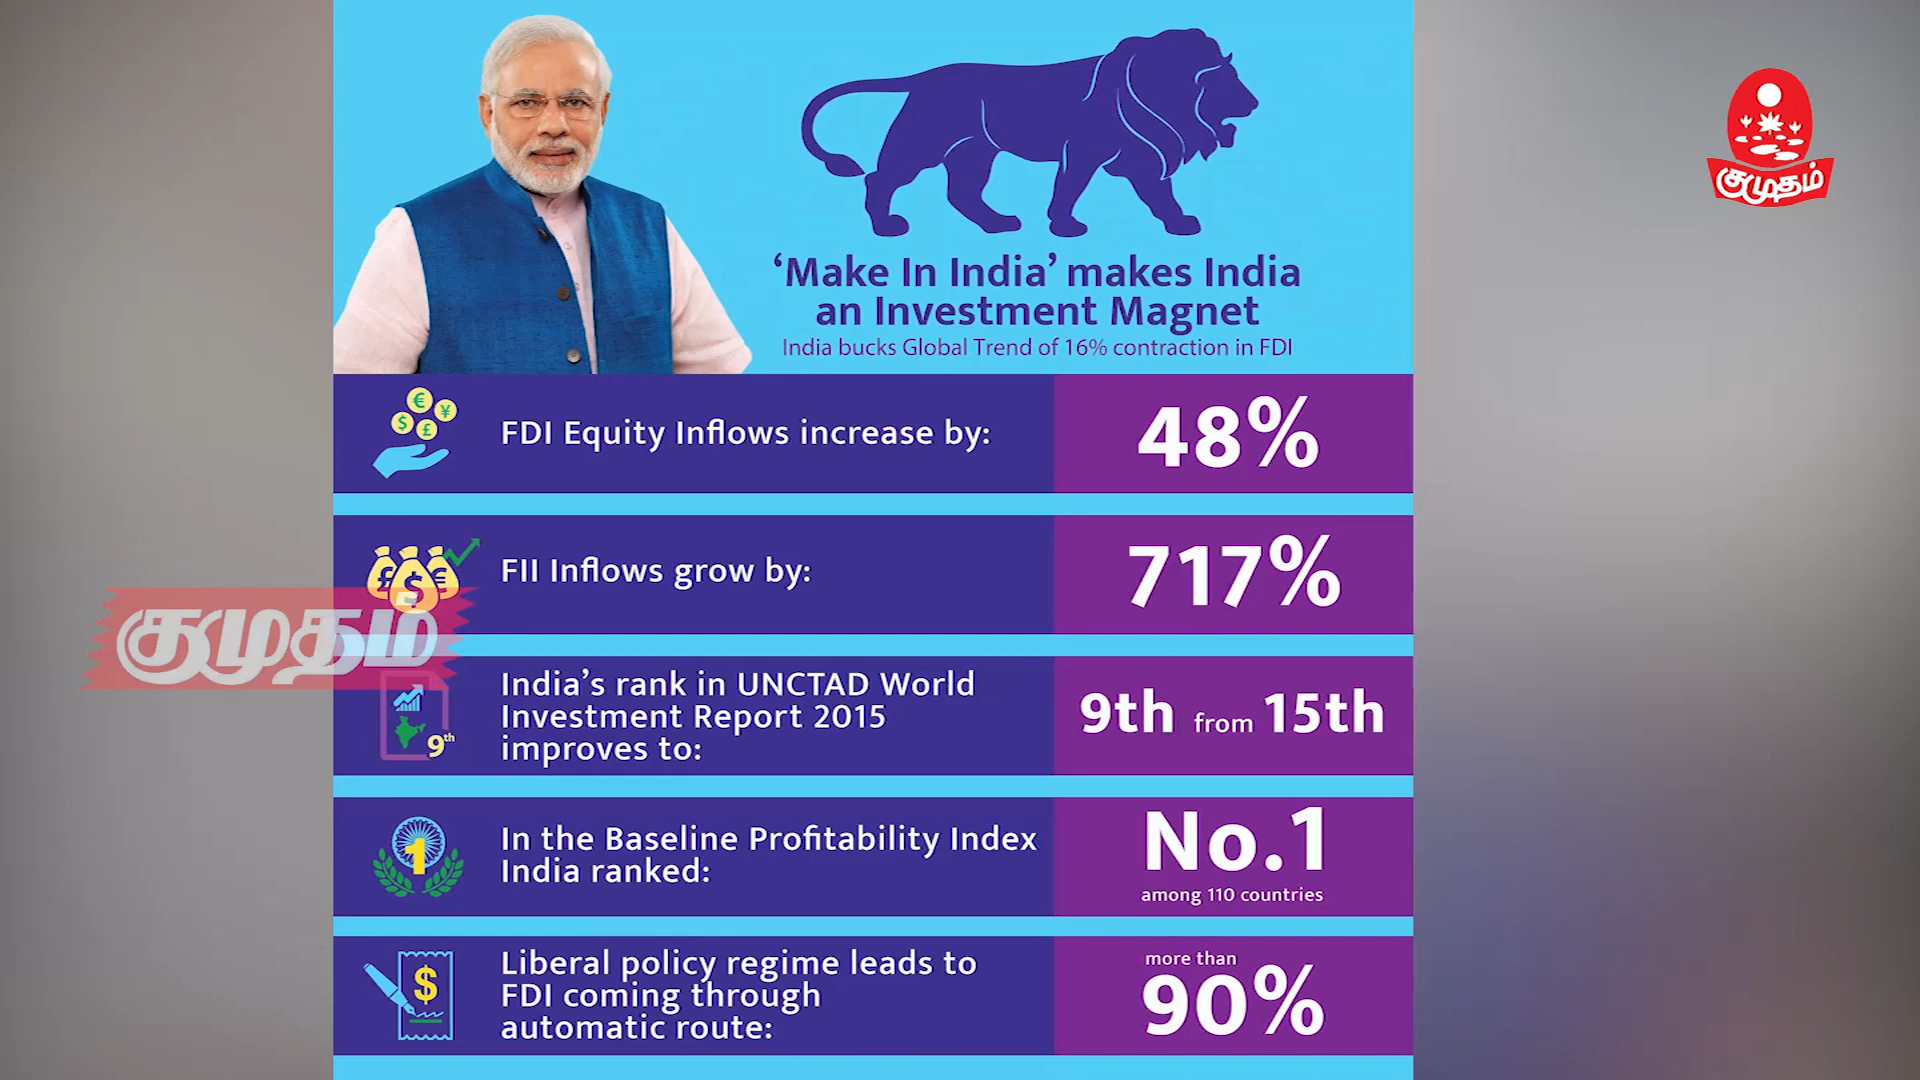 குமுதம்
‘Make In India’ makes India
an Investment Magnet
India bucks Global Trend of 16% contraction in FDI
FDI Equity Inflows increase by:
48%
FII Inflows grow by:
717%
குமுதம்
India’s rank in UNCTAD World
Investment Report 2015
improves to:
9th from 15th
9th
In the Baseline Profitability Index
India ranked:
1
No.1
among 110 countries
Liberal policy regime leads to
FDI coming through
automatic route:
more than
90%